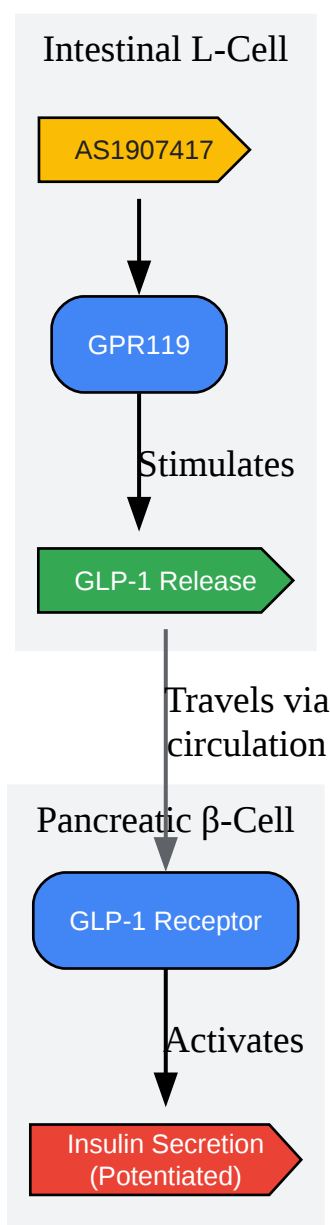 Intestinal L-Cell
AS1907417
GPR119
Stimulates
GLP-1 Release
Travels via
circulation
Pancreatic β-Cell
GLP-1 Receptor
Activates
Insulin Secretion
(Potentiated)